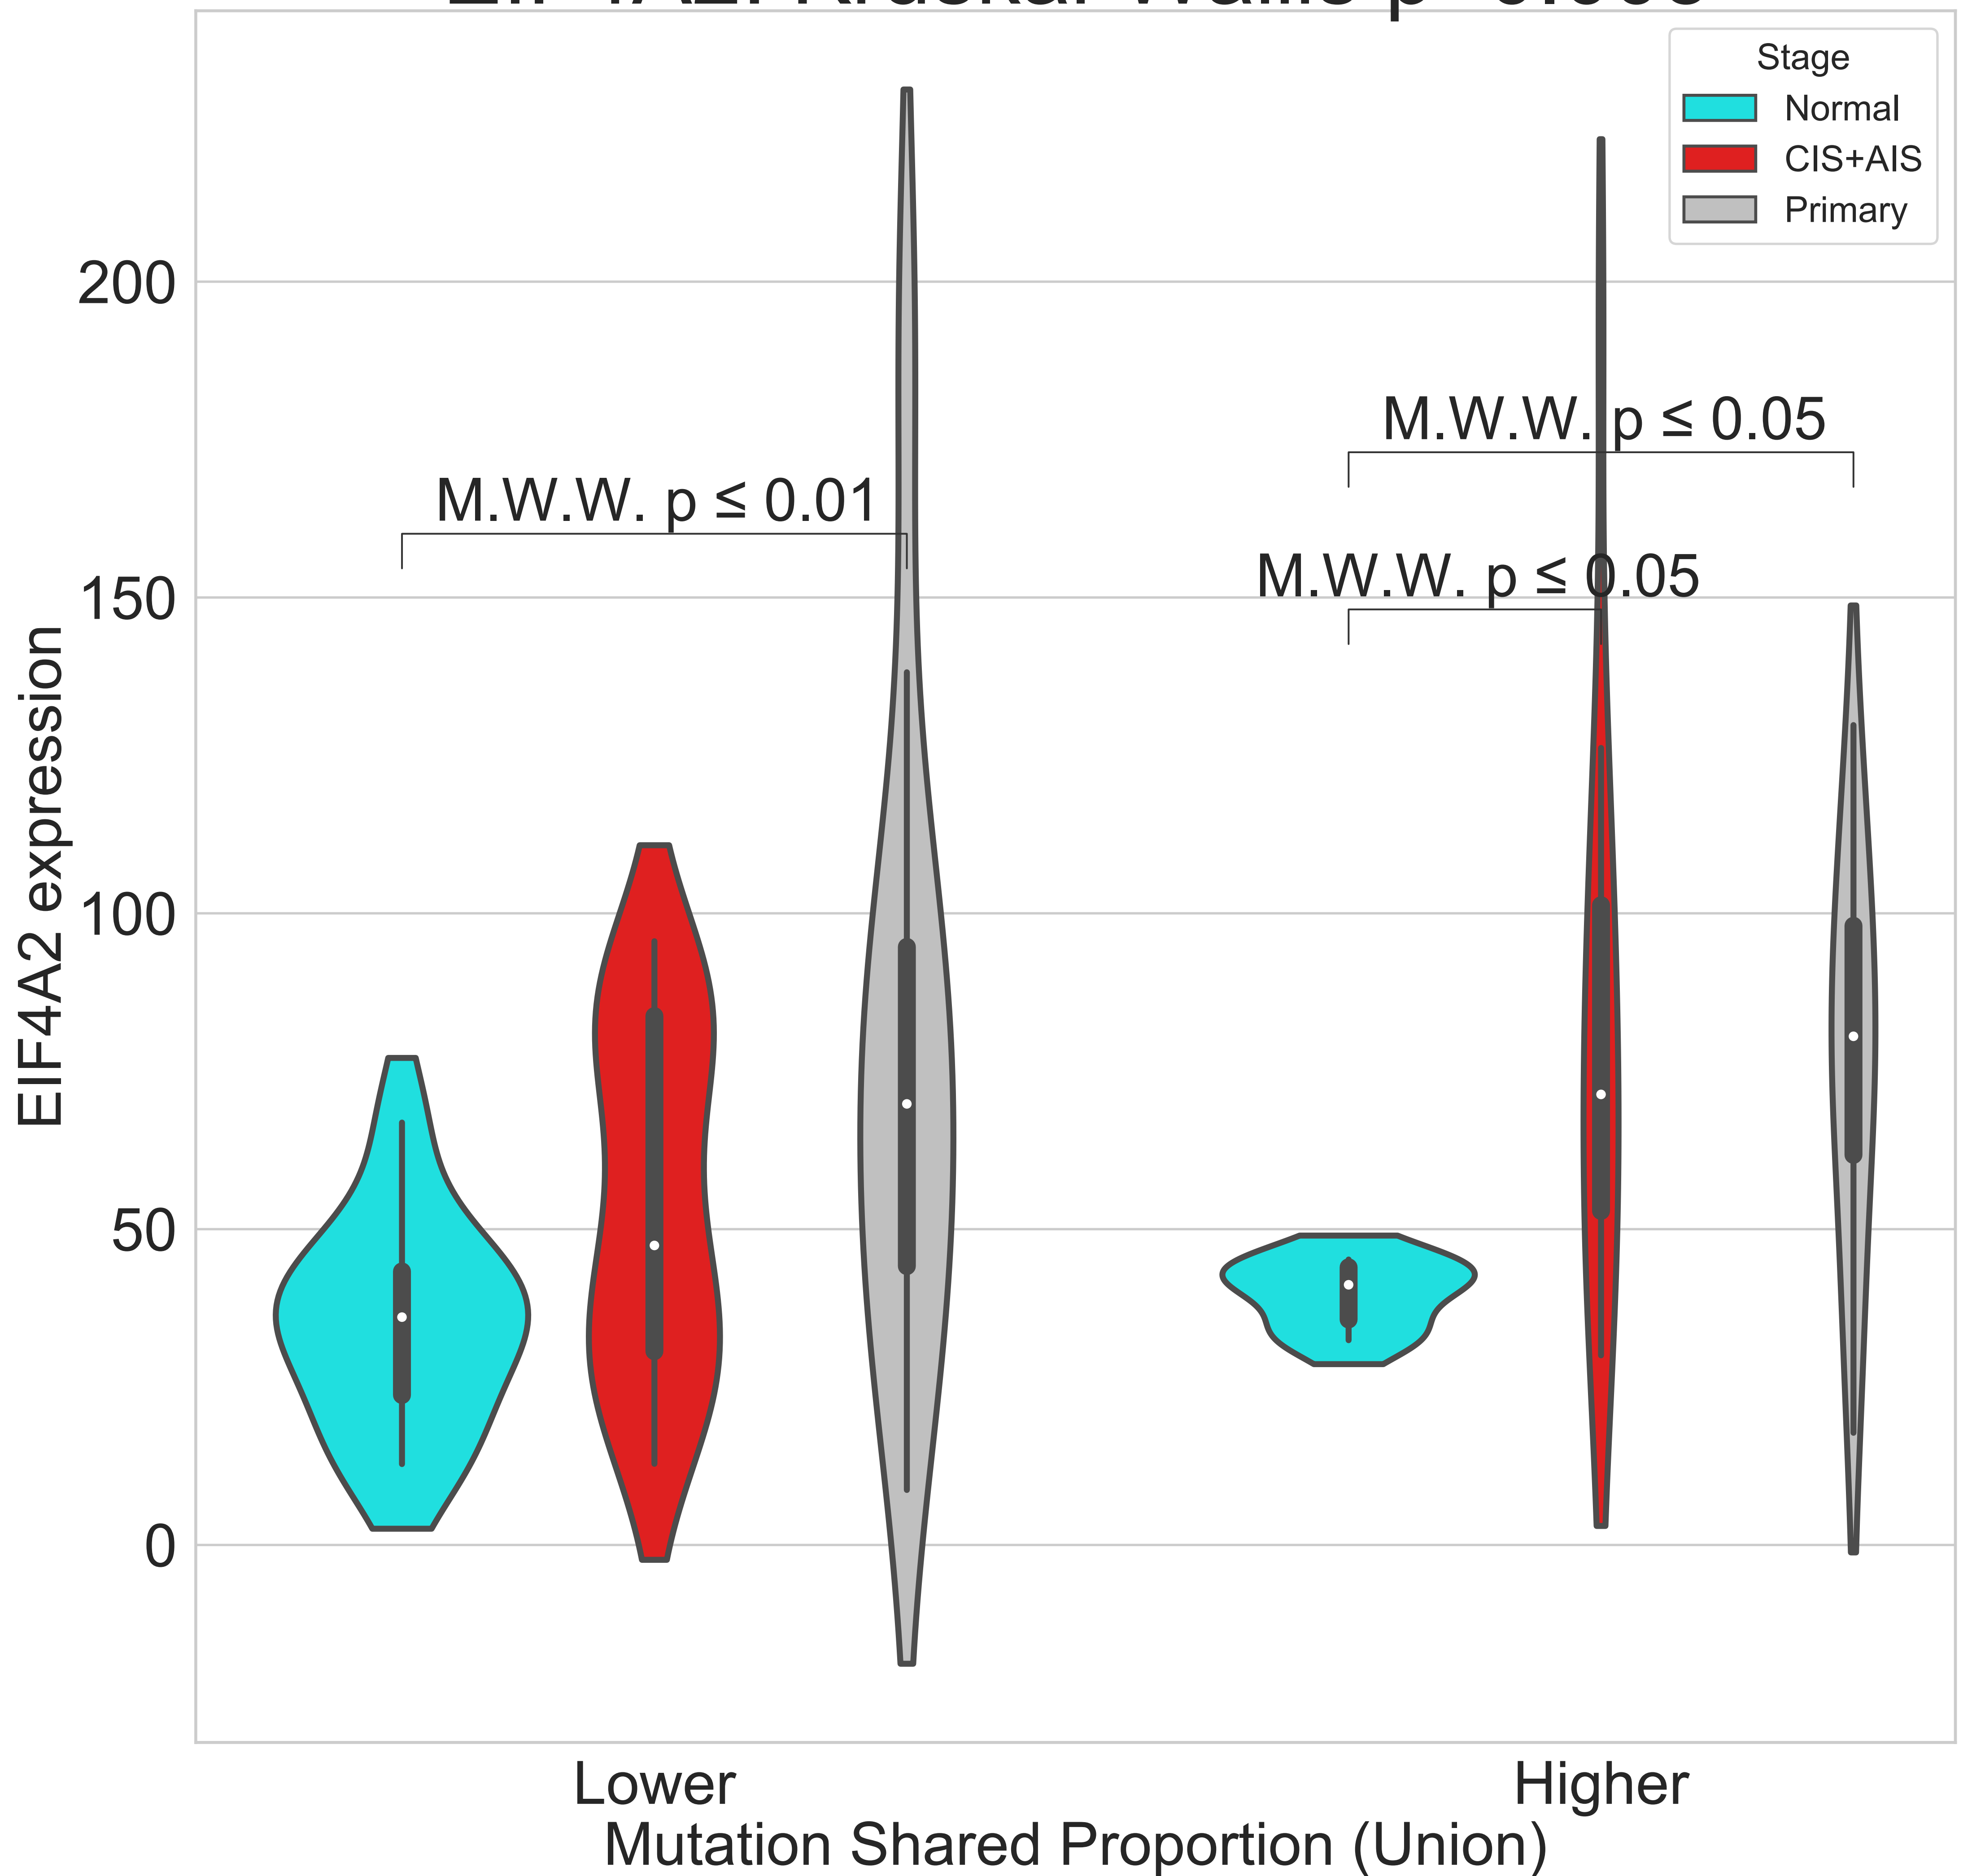 Stage
Normal
CIS+AIS
Primary
200
150
100
50
0
EIF4A2 expression
M.W.W. p ≤ 0.01
M.W.W. p ≤ 0.05
M.W.W. p ≤ 0.05
Lower
Higher
Mutation Shared Proportion (Union)